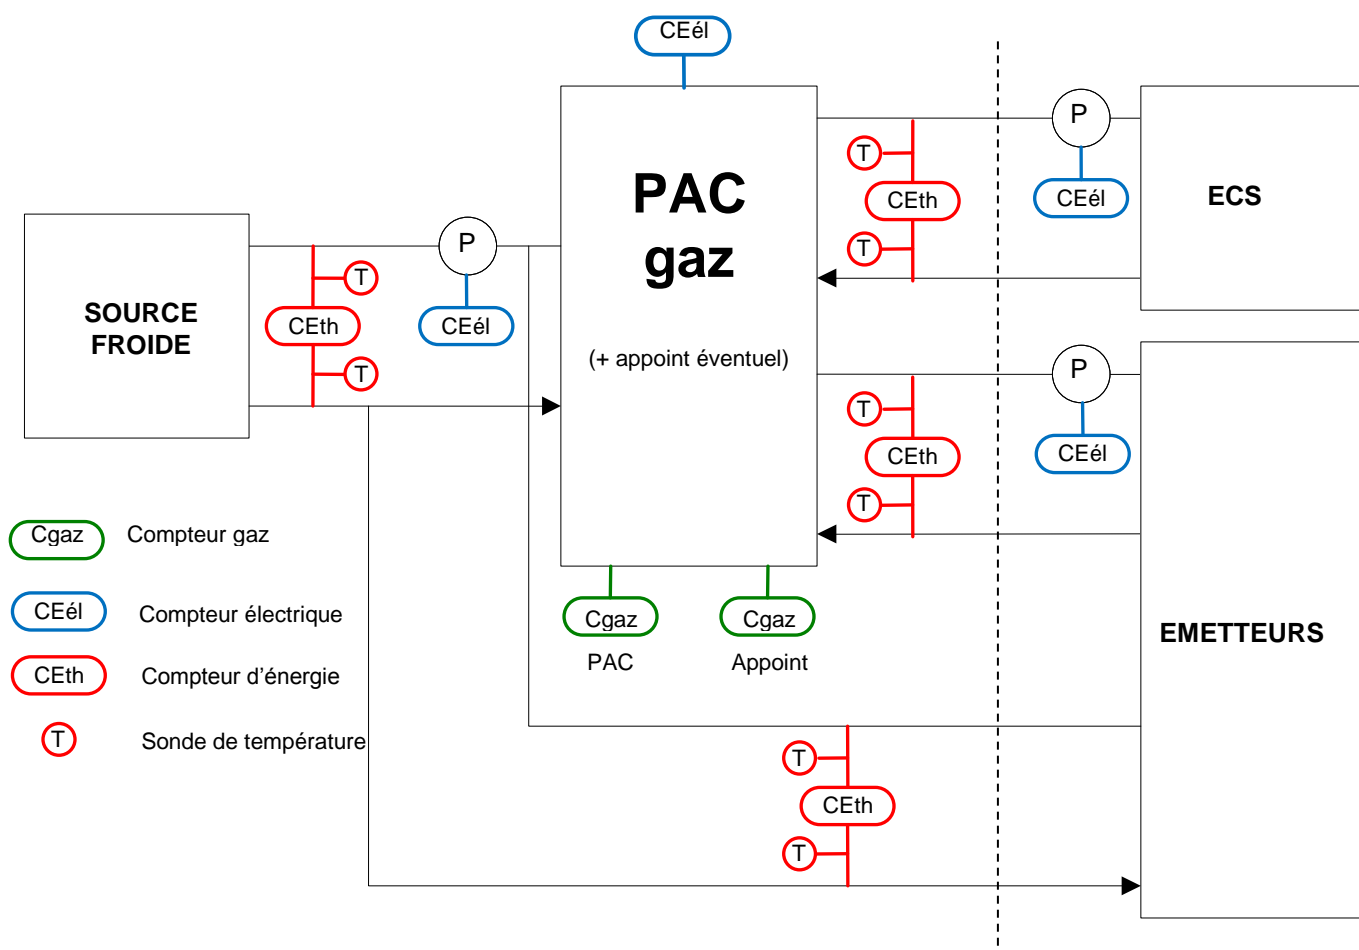 CEél
P
T
CEth
T
CEél
ECS
PAC
gaz
(+ appoint éventuel)
SOURCE
FROIDE
T
CEth
T
P
CEél
T
CEth
T
P
CEél
EMETTEURS
Cgaz
PAC
Cgaz
Appoint
Cgaz Compteur gaz
CEél Compteur électrique
CEth Compteur d’énergie
T Sonde de température
T
CEth
T